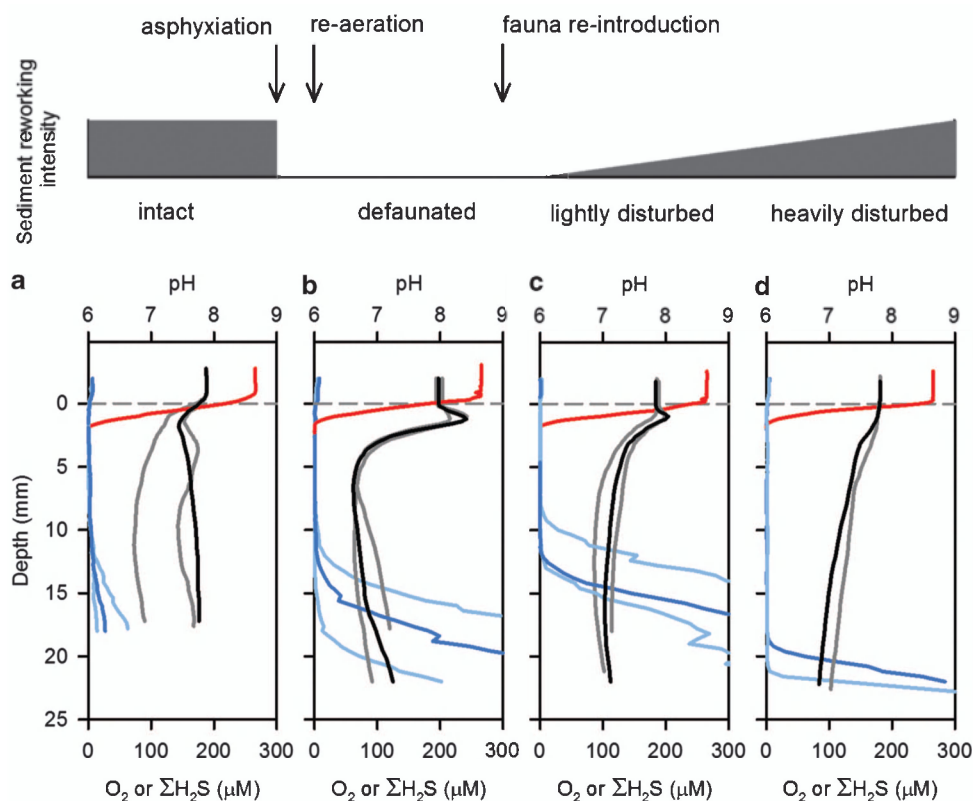 asphyxiation
re-aeration
fauna re-introduction
Sediment reworking
intensity
intact
defaunated
lightly disturbed
heavily disturbed
a
pH
b
pH
c
pH
d
pH
6 7 8 9
6 7 8 9
6 7 8 9
6 7 8 9
Depth (mm)
0
5
10
15
20
25
0 100 200 300
0 100 200 300
0 100 200 300
0 100 200 300
O₂ or ΣH₂S (μM)
O₂ or ΣH₂S (μM)
O₂ or ΣH₂S (μM)
O₂ or ΣH₂S (μM)